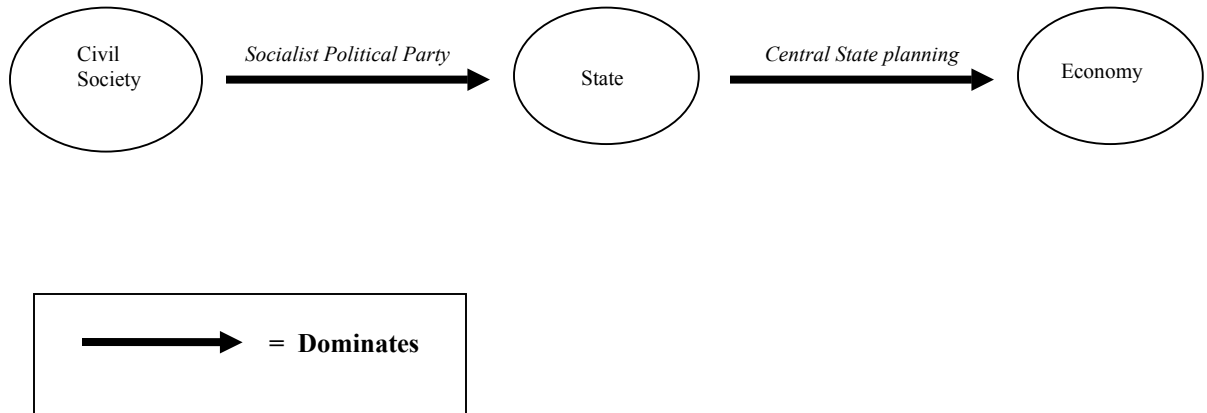 Civil
Society
Socialist Political Party
State
Central State planning
Economy
= Dominates